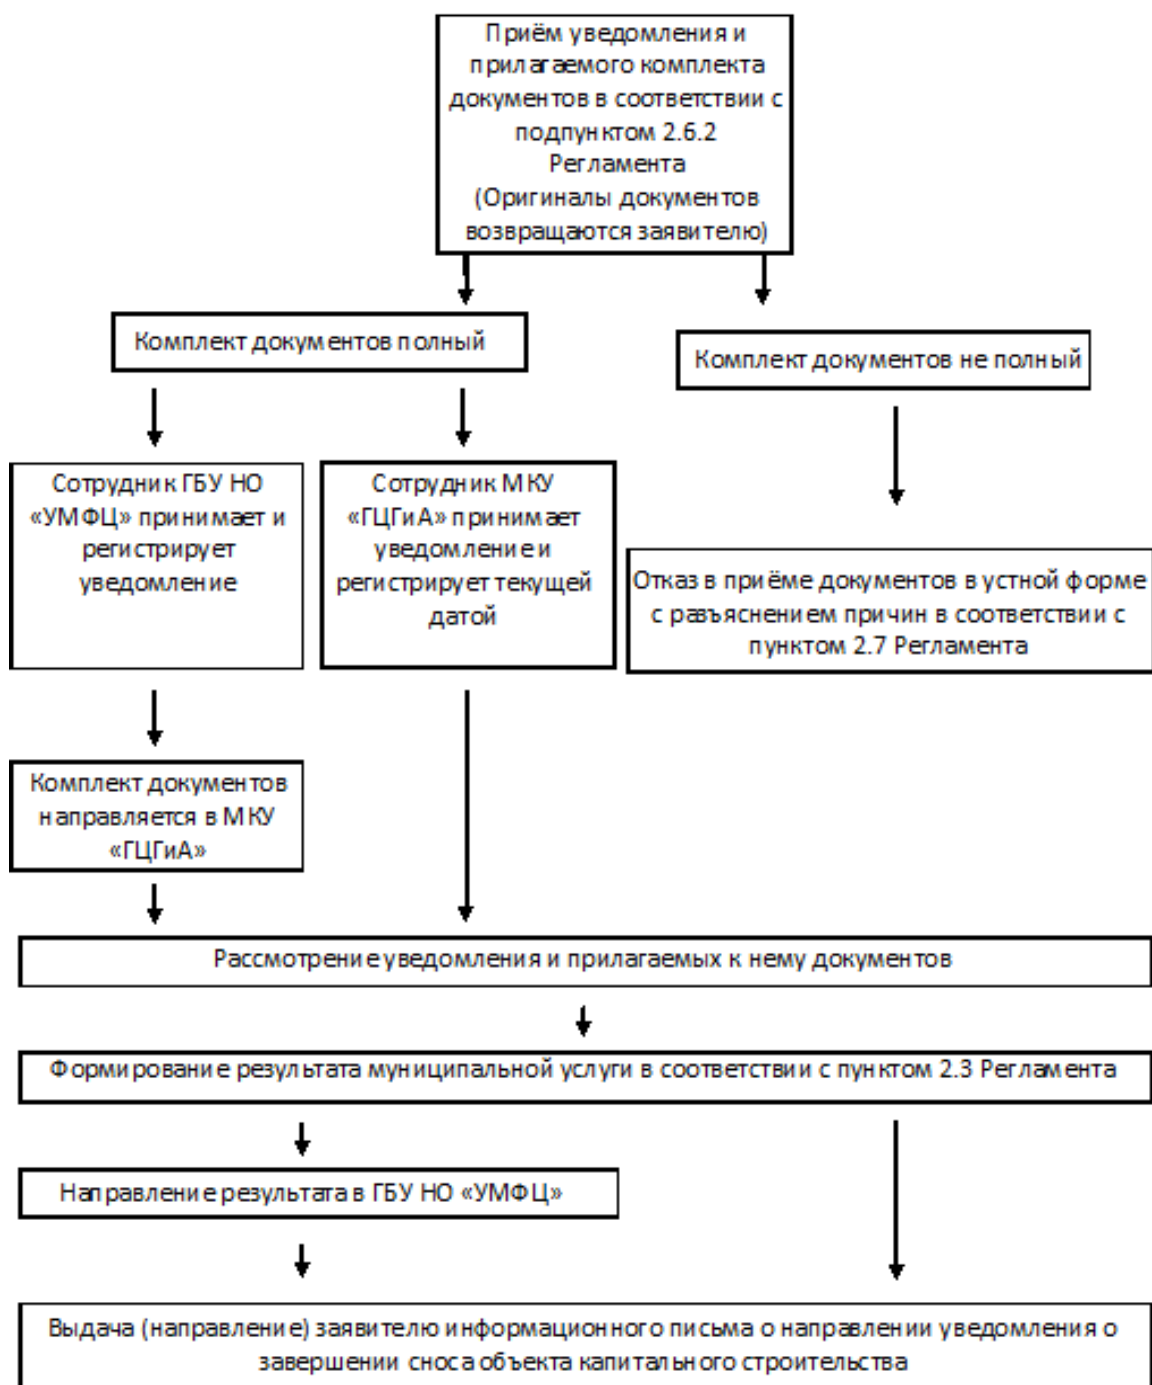 Приём уведомления и
прилагаемого комплекта
документов в соответствии с
подпунктом 2.6.2
Регламента
(Оригиналы документов
возвращаются заявителю)
Комплект документов полный
Комплект документов не полный
Сотрудник ГБУ НО
«УМФЦ» принимает и
регистрирует
уведомление
Сотрудник МКУ
«ГЦГиА» принимает
уведомление и
регистрирует текущей
датой
Отказ в приёме документов в устной форме
с разъяснением причин в соответствии с
пунктом 2.7 Регламента
Комплект документов
направляется в МКУ
«ГЦГиА»
Рассмотрение уведомления и прилагаемых к нему документов
Формирование результата муниципальной услуги в соответствии с пунктом 2.3 Регламента
Направление результата в ГБУ НО «УМФЦ»
Выдача (направление) заявителю информационного письма о направлении уведомления о
завершении сноса объекта капитального строительства